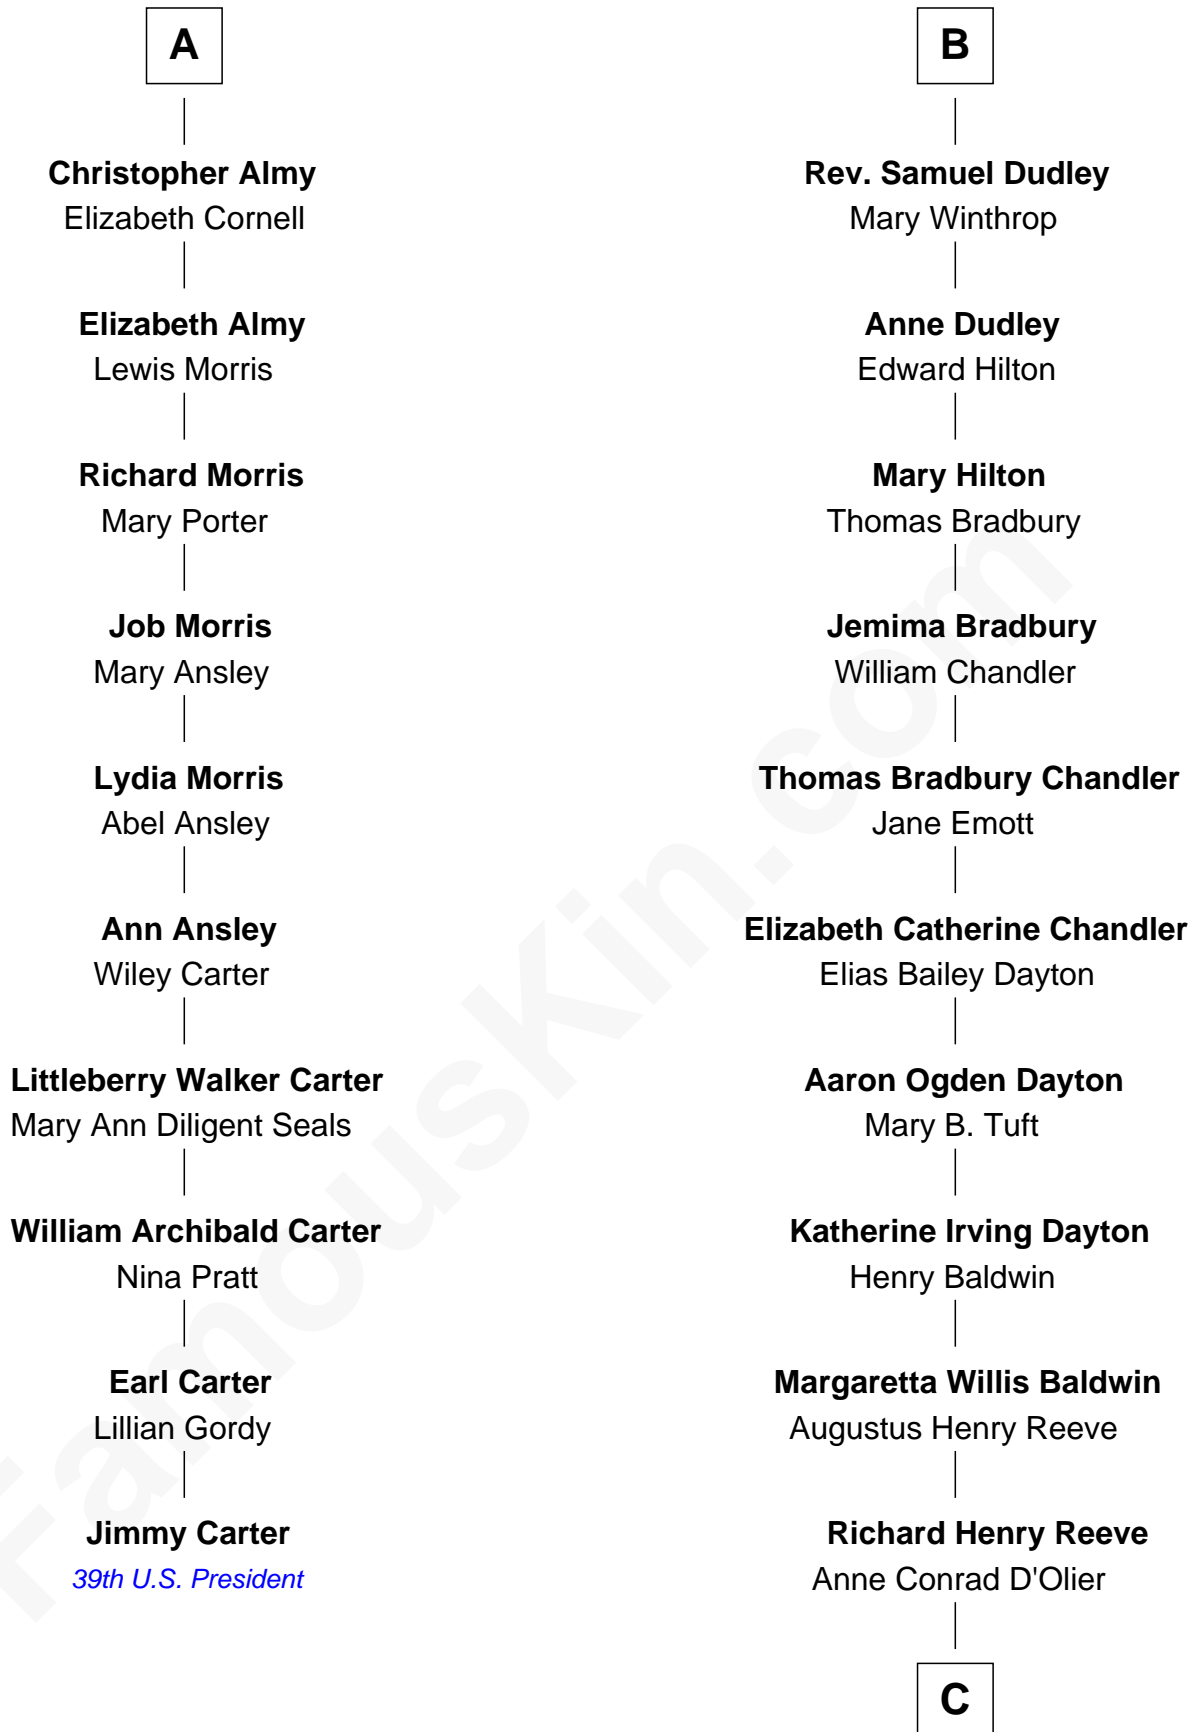 A
Christopher Almy
Elizabeth Cornell
Elizabeth Almy
Lewis Morris
Richard Morris
Mary Porter
Job Morris
Mary Ansley
Lydia Morris
Abel Ansley
Ann Ansley
Wiley Carter
Littleberry Walker Carter
Mary Ann Diligent Seals
William Archibald Carter
Nina Pratt
Earl Carter
Lillian Gordy
Jimmy Carter
39th U.S. President
B
Rev. Samuel Dudley
Mary Winthrop
Anne Dudley
Edward Hilton
Mary Hilton
Thomas Bradbury
Jemima Bradbury
William Chandler
Thomas Bradbury Chandler
Jane Emott
Elizabeth Catherine Chandler
Elias Bailey Dayton
Aaron Ogden Dayton
Mary B. Tuft
Katherine Irving Dayton
Henry Baldwin
Margaretta Willis Baldwin
Augustus Henry Reeve
Richard Henry Reeve
Anne Conrad D'Olier
C
FamousKin.com